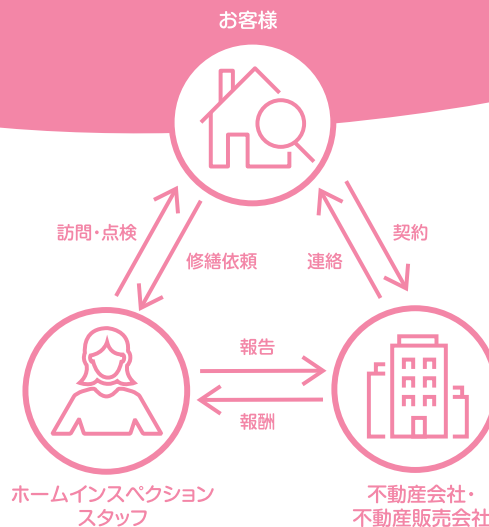 お客様
訪問・点検
修繕依頼
連絡
契約
報告
報酬
ホームインスペクション
スタッフ
不動産会社・
不動産販売会社